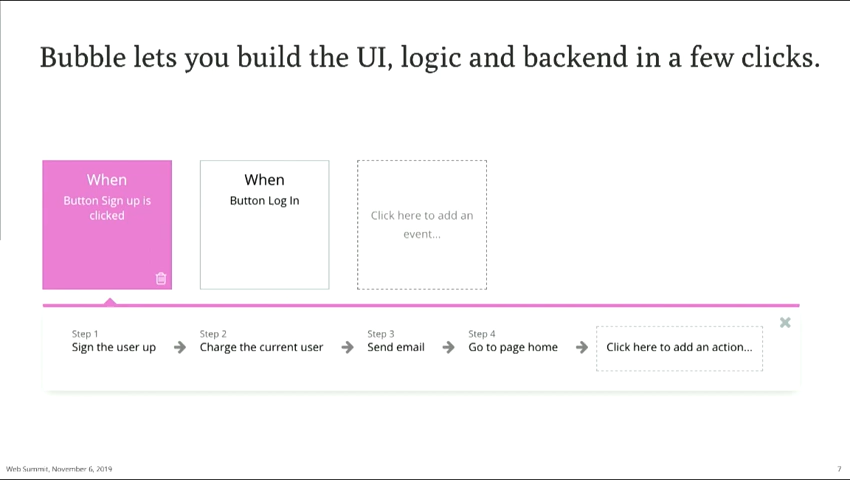 Bubble lets you build the UI, logic and backend in a few clicks.
When
Button Sign up is
clicked
When
Button Log In
Click here to add an
event...
Step 1
Sign the user up
Step 2
Charge the current user
Step 3
Send email
Step 4
Go to page home
Click here to add an action...
Web Summit, November 6, 2019
7